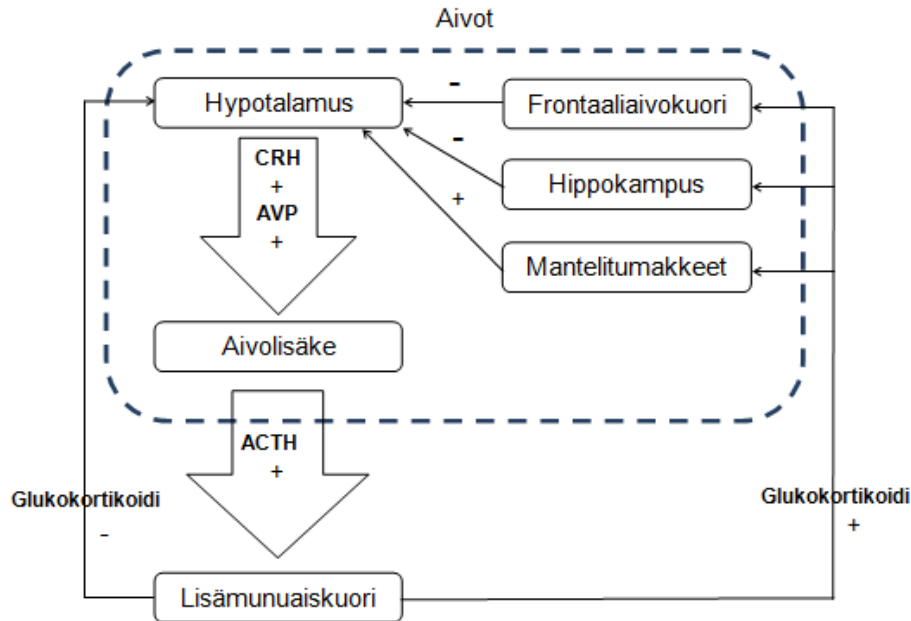 Aivot
Hypotalamus
-
Frontaaliaivokuori
CRH
+
AVP
+
-
Hippokampus
+
Mantelitumakkeet
Aivolisäke
ACTH
+
Glukokortikoidi
-
Glukokortikoidi
+
Lisämunuaiskuori